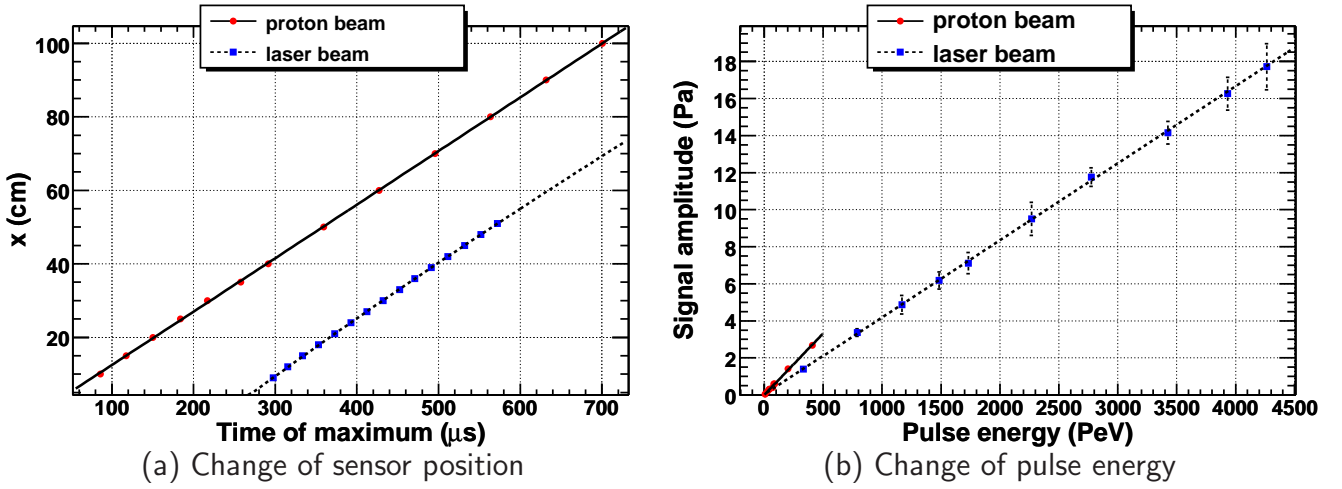 proton beam
laser beam
x (cm)
100
80
60
40
20
100 200 300 400 500 600 700
Time of maximum (μs)
(a) Change of sensor position
proton beam
laser beam
Signal amplitude (Pa)
18
16
14
12
10
8
6
4
2
0
0 500 1000 1500 2000 2500 3000 3500 4000 4500
Pulse energy (PeV)
(b) Change of pulse energy